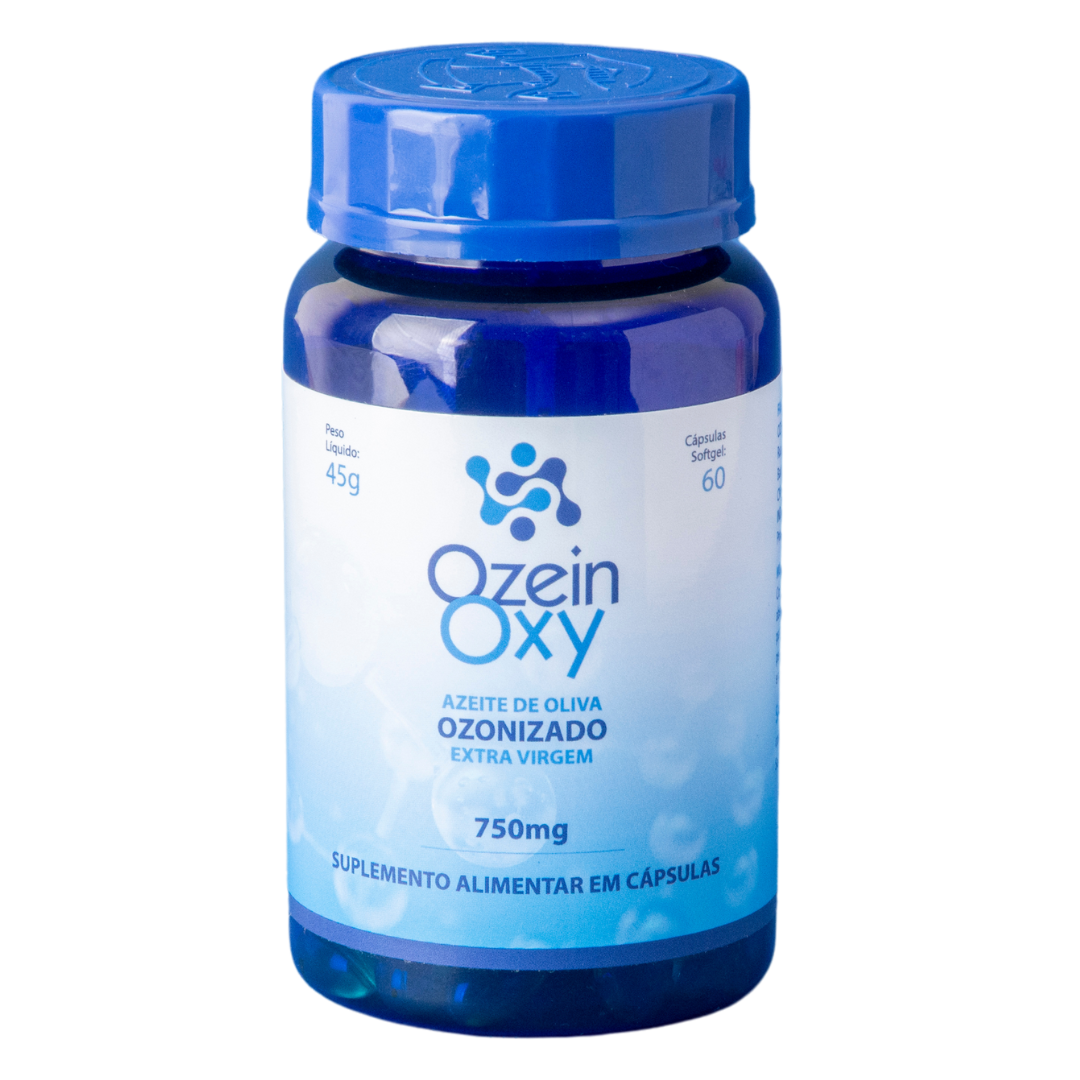 Peso
Líquido:
45g
Cápsulas
Softgel:
60
Ozein
Oxy
AZEITE DE OLIVA
OZONIZADO
EXTRA VIRGEM
750mg
SUPLEMENTO ALIMENTAR EM CÁPSULAS